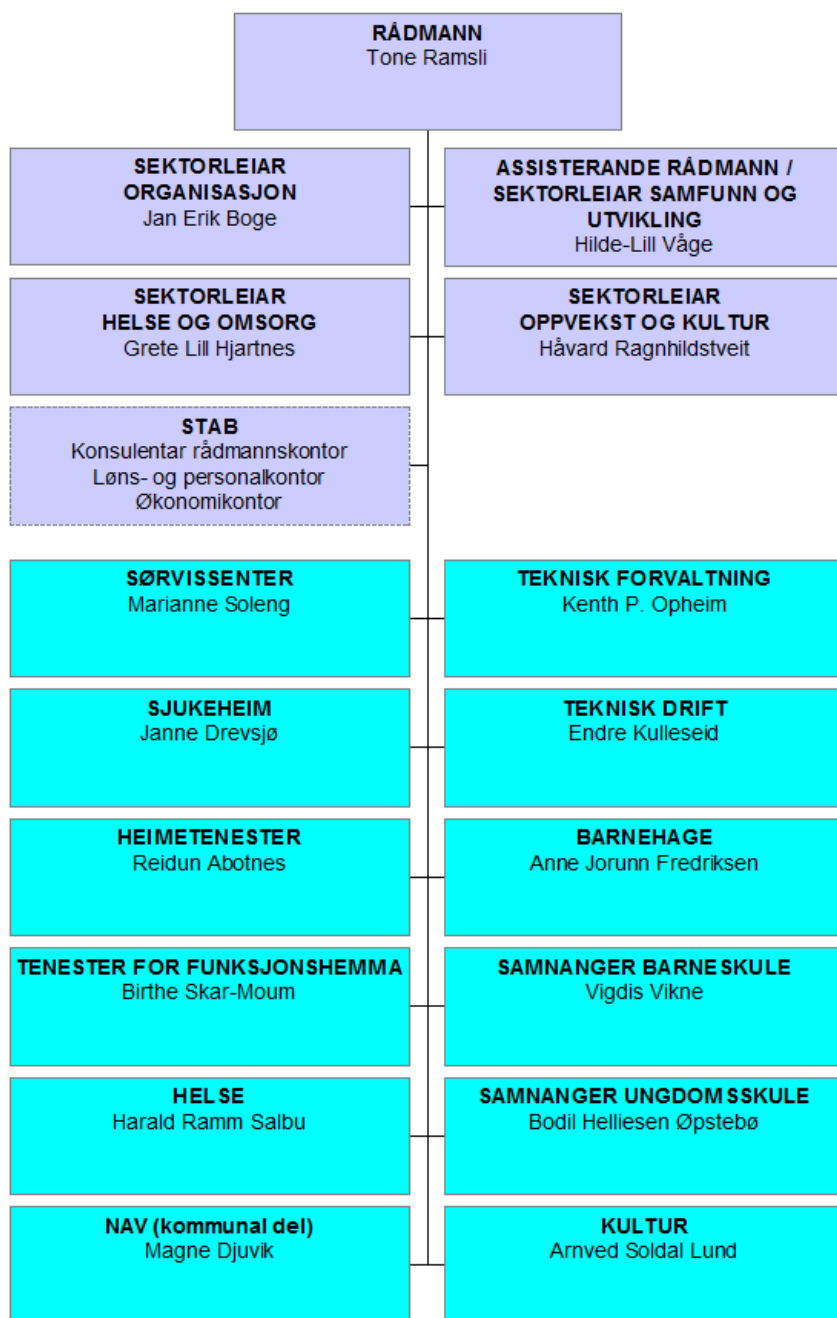 RÅDMANN
Tone Ramsli
SEKTORLEIAR
ORGANISASJON
Jan Erik Boge
ASSISTERANDE RÅDMANN /
SEKTORLEIAR SAMFUNN OG
UTVIKLING
Hilde-Lill Våge
SEKTORLEIAR
HELSE OG OMSORG
Grete Lill Hjartnes
SEKTORLEIAR
OPPVEKST OG KULTUR
Håvard Ragnhildstveit
STAB
Konsulentar rådmannskontor
Løns- og personalkontor
Økonomikontor
SØRVISSENTER
Marianne Soleng
TEKNISK FORVALTNING
Kenth P. Opheim
SJUKEHEIM
Janne Drevsjø
TEKNISK DRIFT
Endre Kulleseid
HEIMETENESTER
Reidun Abotnes
BARNEHAGE
Anne Jorunn Fredriksen
TENESTER FOR FUNKSJONSHEMMA
Birthe Skar-Moum
SAMNANGER BARNESKULE
Vigdis Vikne
HELSE
Harald Ramm Salbu
SAMNANGER UNGDOMSSKULE
Bodil Helliesen Øpstebø
NAV (kommunal del)
Magne Djuvik
KULTUR
Arnved Soldal Lund